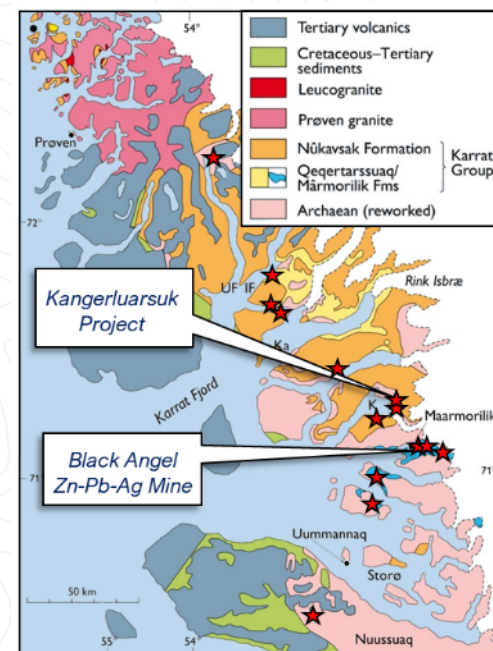 54°
Tertiary volcanics
Cretaceous–Tertiary
sediments
Leucogranite
Prøven granite
Nûkavsak Formation
Qeqertarssuaq/
Mârmorilik Fms
Karrat
Group
Archaean (reworked)
Prøven
72°
UF IF
Rink Isbræ
Kangerluarsuk
Project
Ka
Karrat Fjord
K
Maarmorilik
Black Angel
Zn-Pb-Ag Mine
71°
71°
Uummannaq
Storø
50 km
Nuussuaq
55°
54°